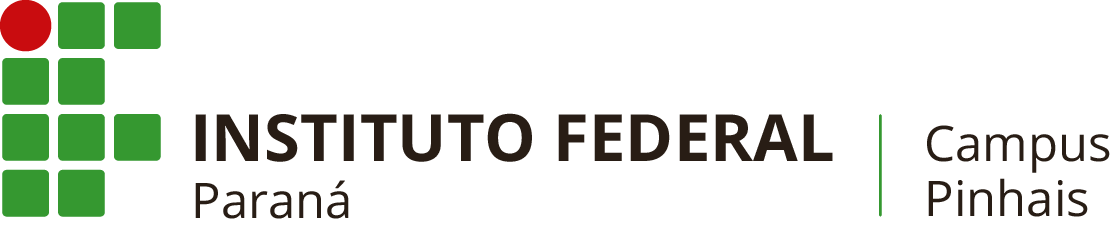 INSTITUTO FEDERAL
Paraná
Campus
Pinhais